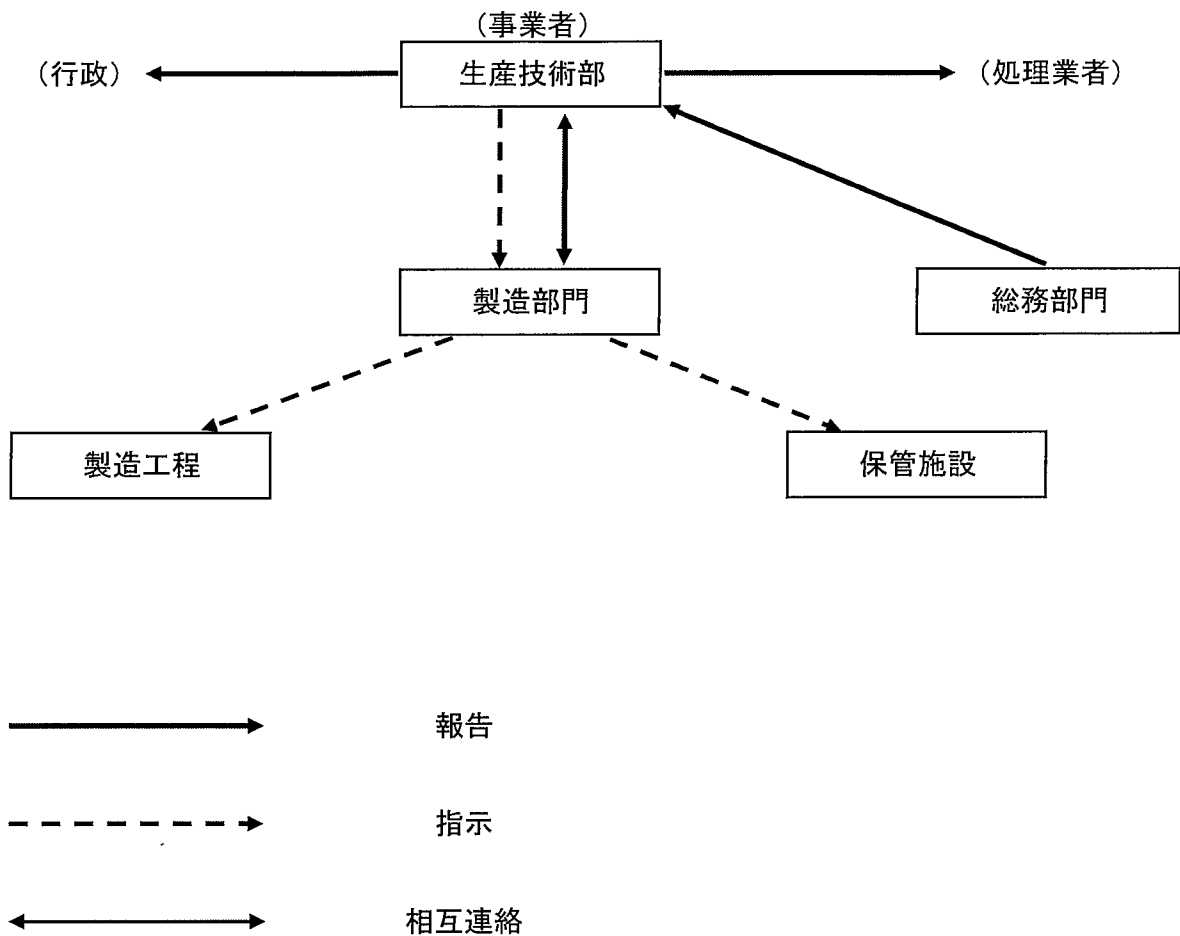 （事業者）
（行政）
生産技術部
（処理業者）
製造部門
総務部門
製造工程
保管施設
報告
指示
相互連絡